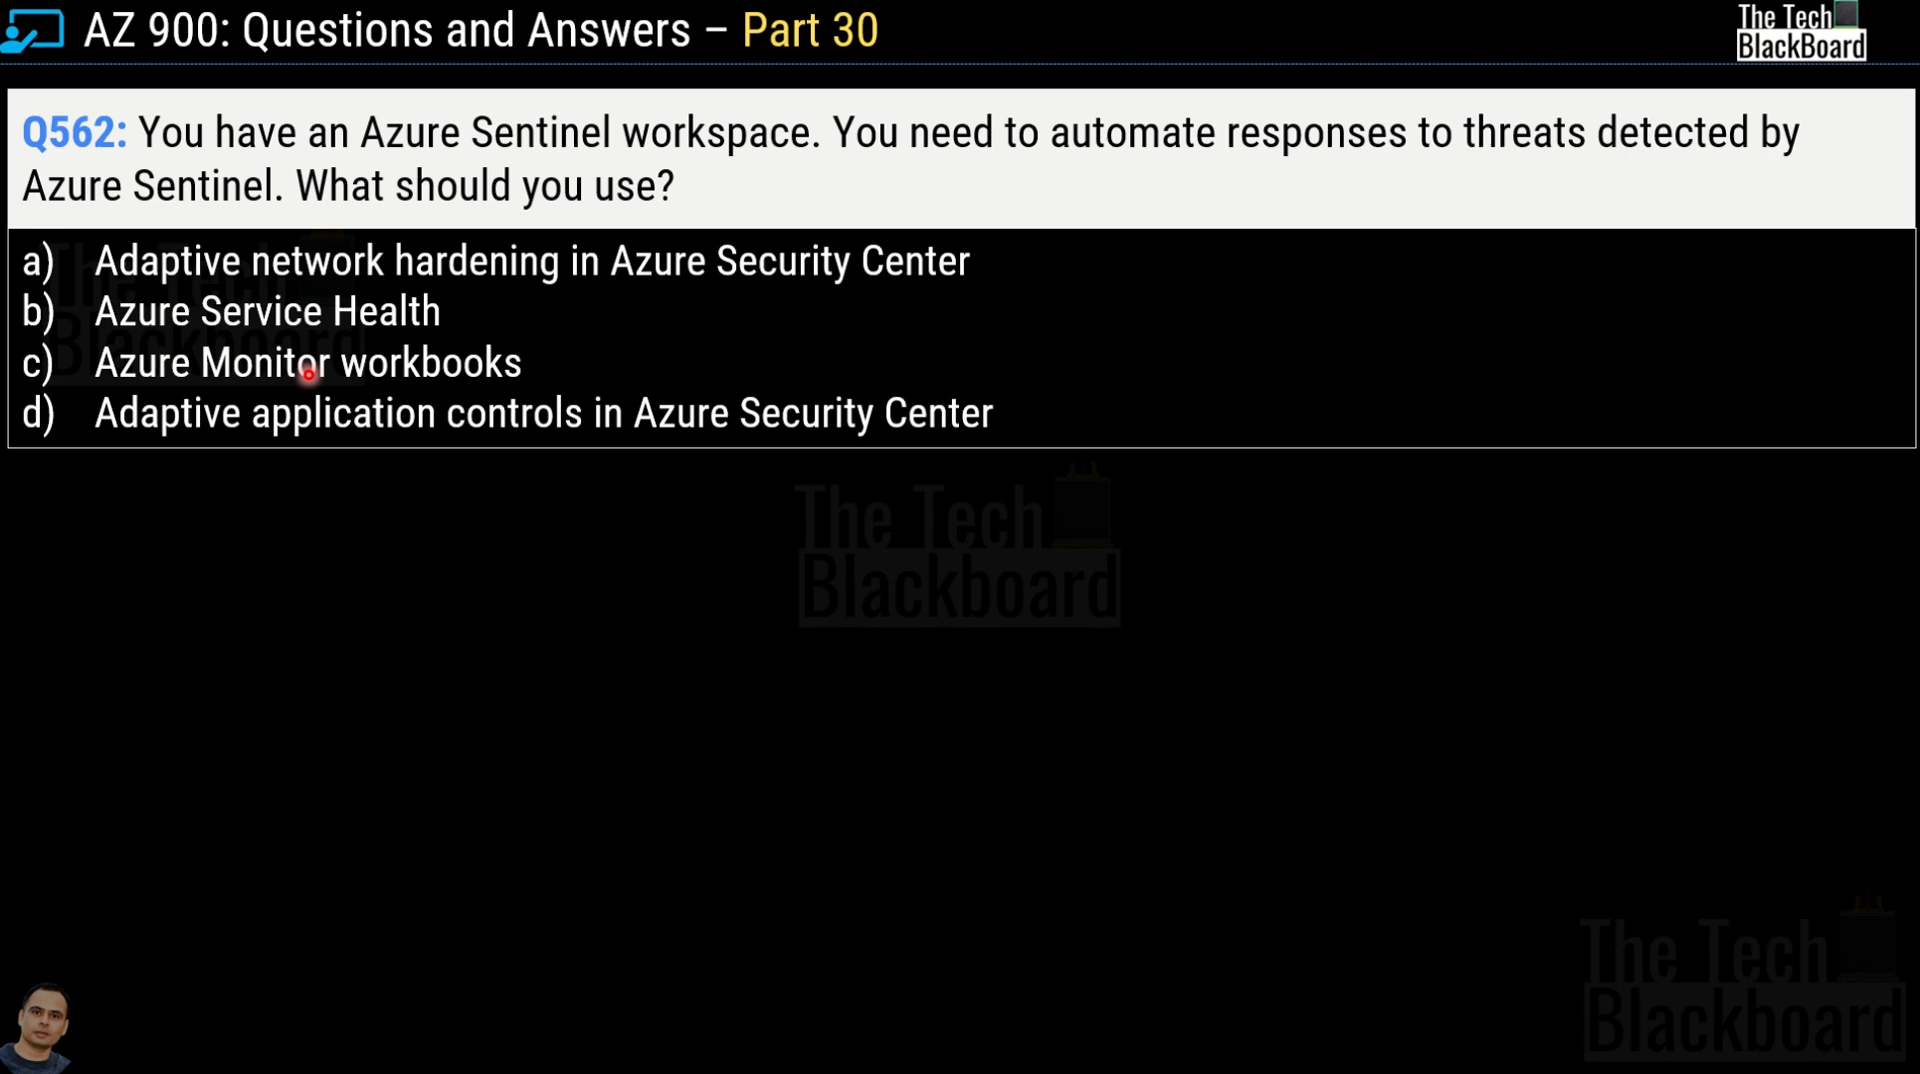 AZ 900: Questions and Answers – Part 30
The Tech
BlackBoard
Q562: You have an Azure Sentinel workspace. You need to automate responses to threats detected by
Azure Sentinel. What should you use?
a) Adaptive network hardening in Azure Security Center
b) Azure Service Health
c) Azure Monitor workbooks
d) Adaptive application controls in Azure Security Center
The Tech
Blackboard
The Tech
Blackboard
The Tech
Blackboard